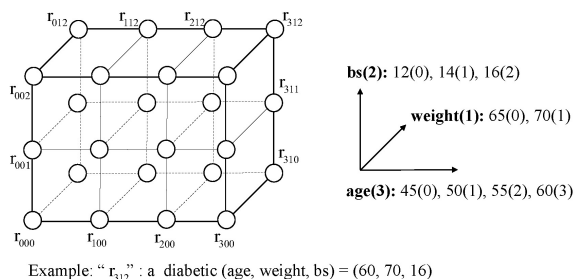 r012 r112 r212 r312
r002
r311
r001
r310
r000 r100 r200 r300
bs(2): 12(0), 14(1), 16(2)
weight(1): 65(0), 70(1)
age(3): 45(0), 50(1), 55(2), 60(3)
Example: “ r312” : a diabetic (age, weight, bs) = (60, 70, 16)